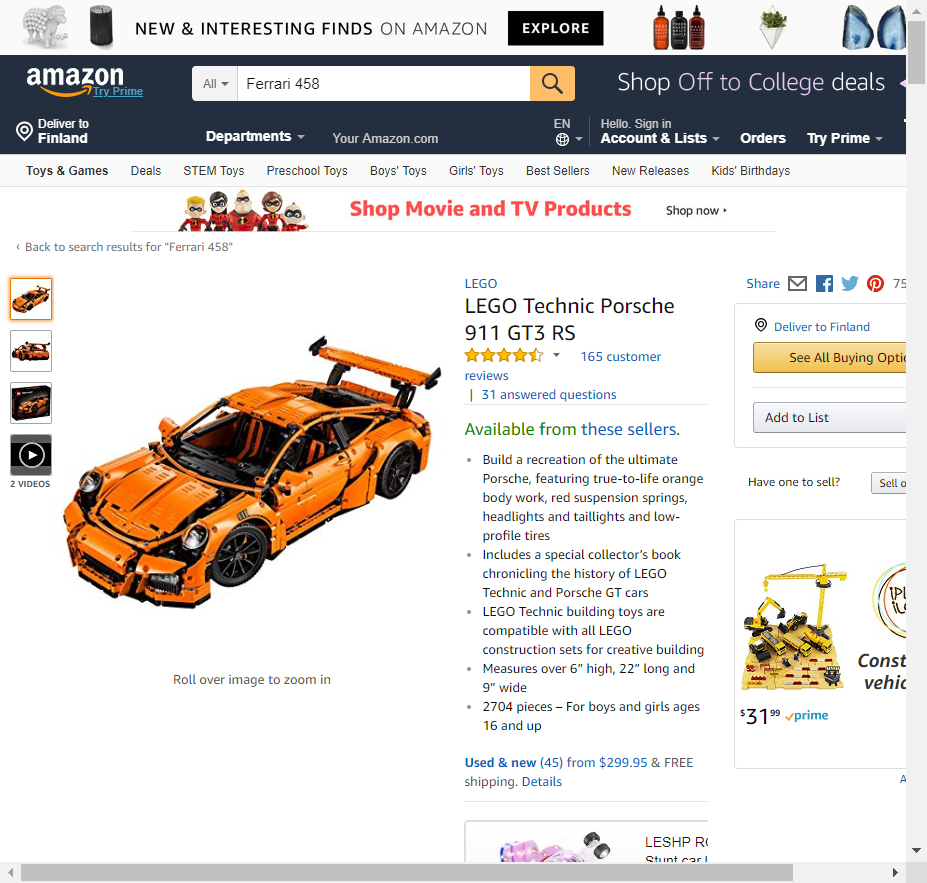 NEW & INTERESTING FINDS ON AMAZON EXPLORE
amazon
Try Prime
All
Ferrari 458
Shop Off to College deals
Deliver to
Finland
Departments
Your Amazon.com
EN
Hello. Sign in
Account & Lists
Orders
Try Prime
Toys & Games Deals STEM Toys Preschool Toys Boys' Toys Girls' Toys Best Sellers New Releases Kids' Birthdays
Shop Movie and TV Products Shop now ›
‹ Back to search results for "Ferrari 458"
2 VIDEOS
Roll over image to zoom in
LEGO
LEGO Technic Porsche
911 GT3 RS
165 customer
reviews
| 31 answered questions
Available from these sellers.
• Build a recreation of the ultimate
Porsche, featuring true-to-life orange
body work, red suspension springs,
headlights and taillights and low-
profile tires
• Includes a special collector's book
chronicling the history of LEGO
Technic and Porsche GT cars
• LEGO Technic building toys are
compatible with all LEGO
construction sets for creative building
• Measures over 6” high, 22” long and
9” wide
• 2704 pieces – For boys and girls ages
16 and up
Used & new (45) from $299.95 & FREE
shipping. Details
LESHP
Stunt car
Share 75
Deliver to Finland
See All Buying Optio
Add to List
Have one to sell? Sell o
Const
vehic
$31 99 prime